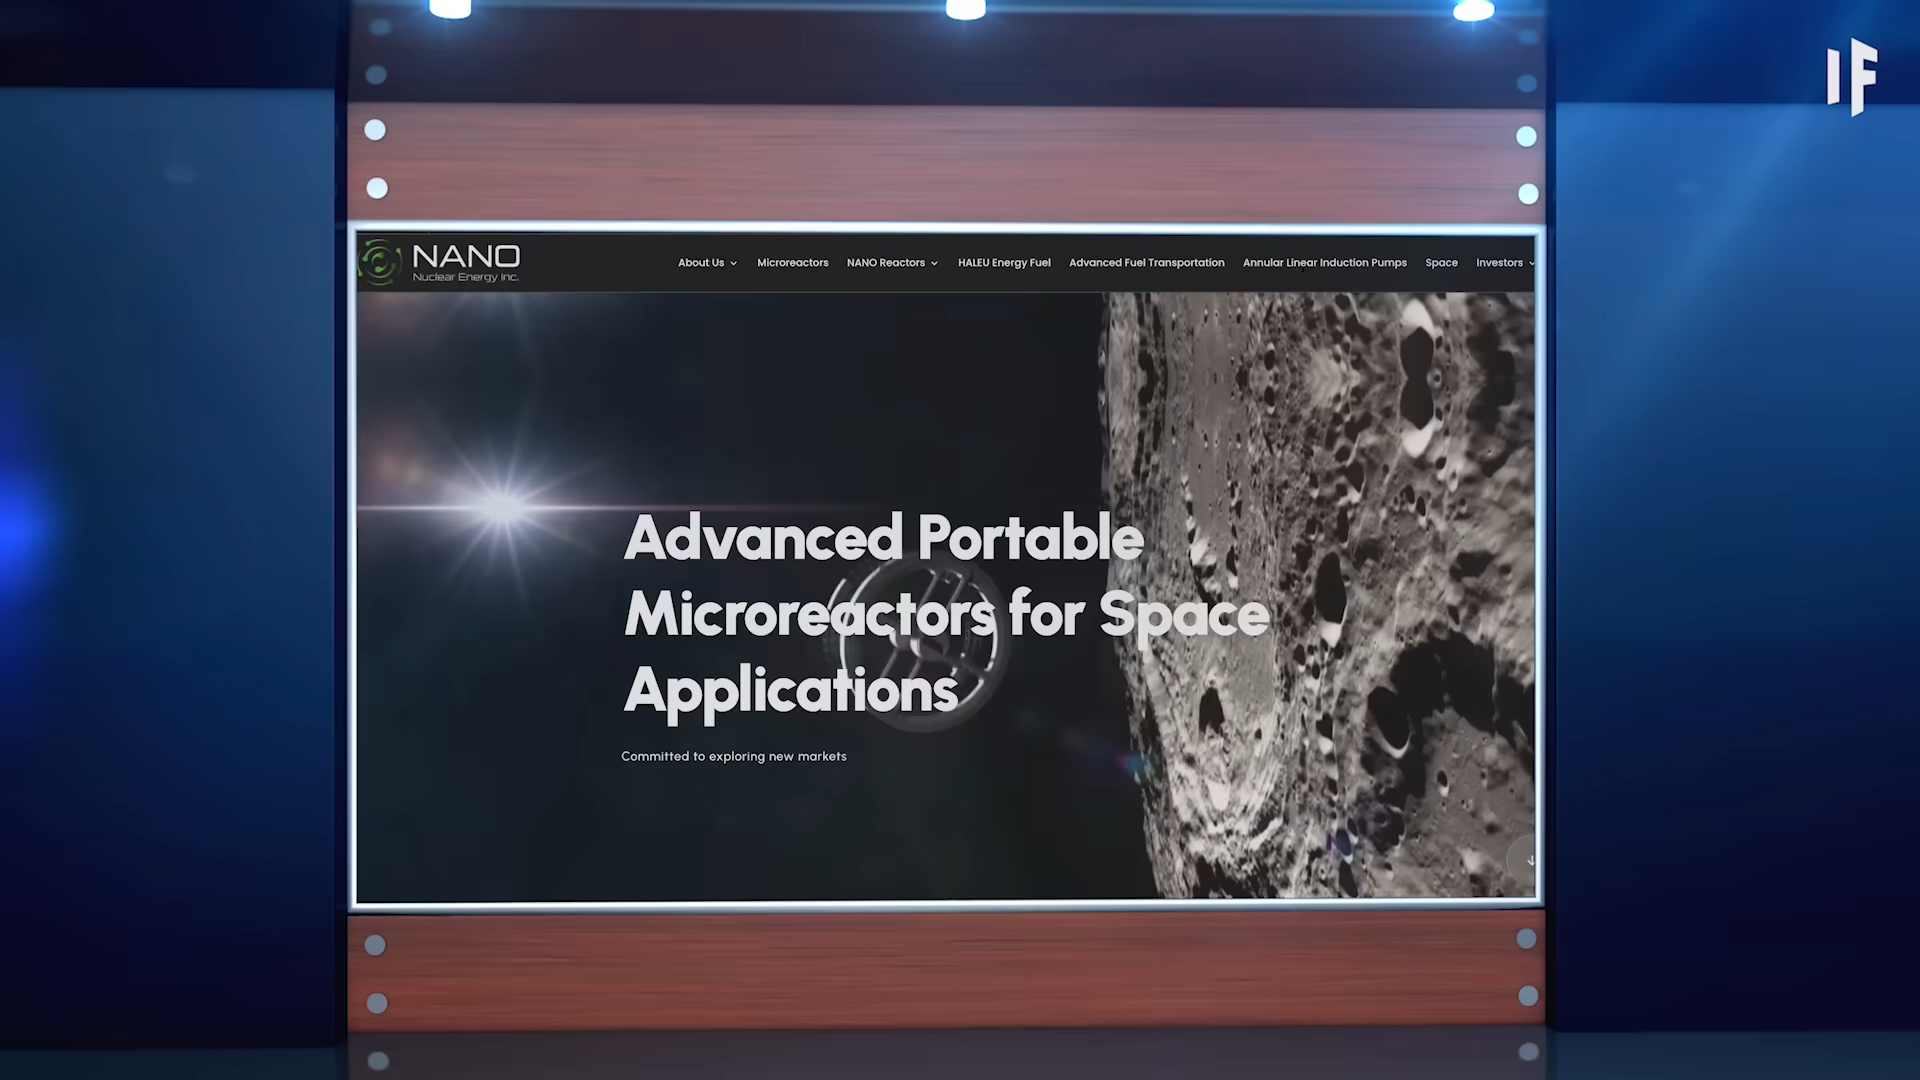 IF
NANO
Nuclear Energy Inc.
About Us Microreactors NANO Reactors HALEU Energy Fuel Advanced Fuel Transportation Annular Linear Induction Pumps Space Investors
Advanced Portable
Microreactors for Space
Applications
Committed to exploring new markets